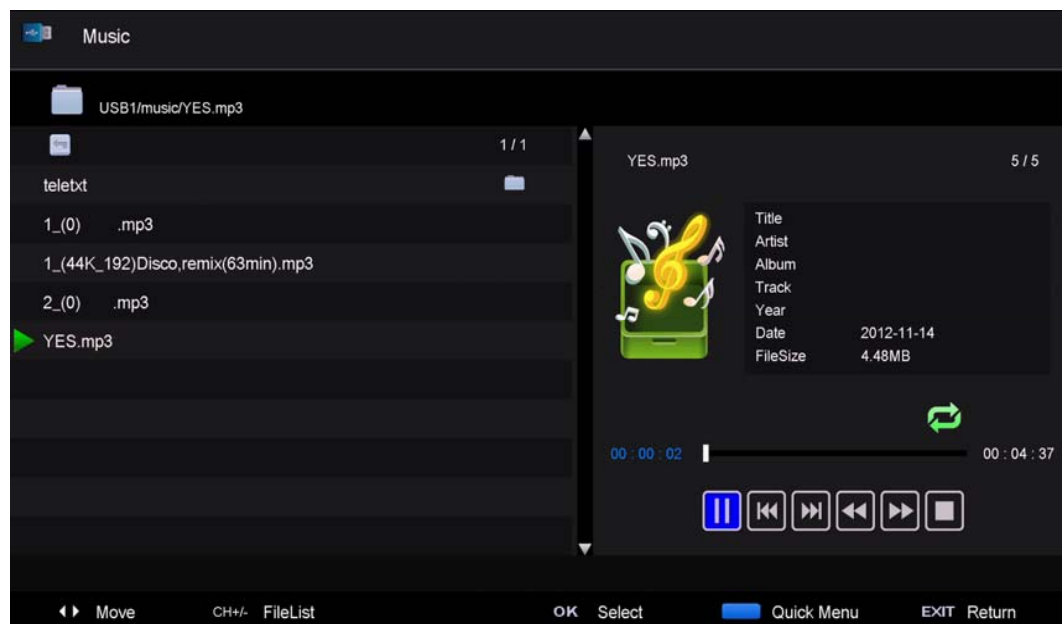 Music
USB1/music/YES.mp3
1 / 1
teletxt
1_(0) .mp3
1_(44K_192)Disco,remix(63min).mp3
2_(0) .mp3
YES.mp3
YES.mp3 5 / 5
Title
Artist
Album
Track
Year
Date 2012-11-14
FileSize 4.48MB
00 : 00 : 02 00 : 04 : 37
Move CH+/- FileList OK Select Quick Menu EXIT Return